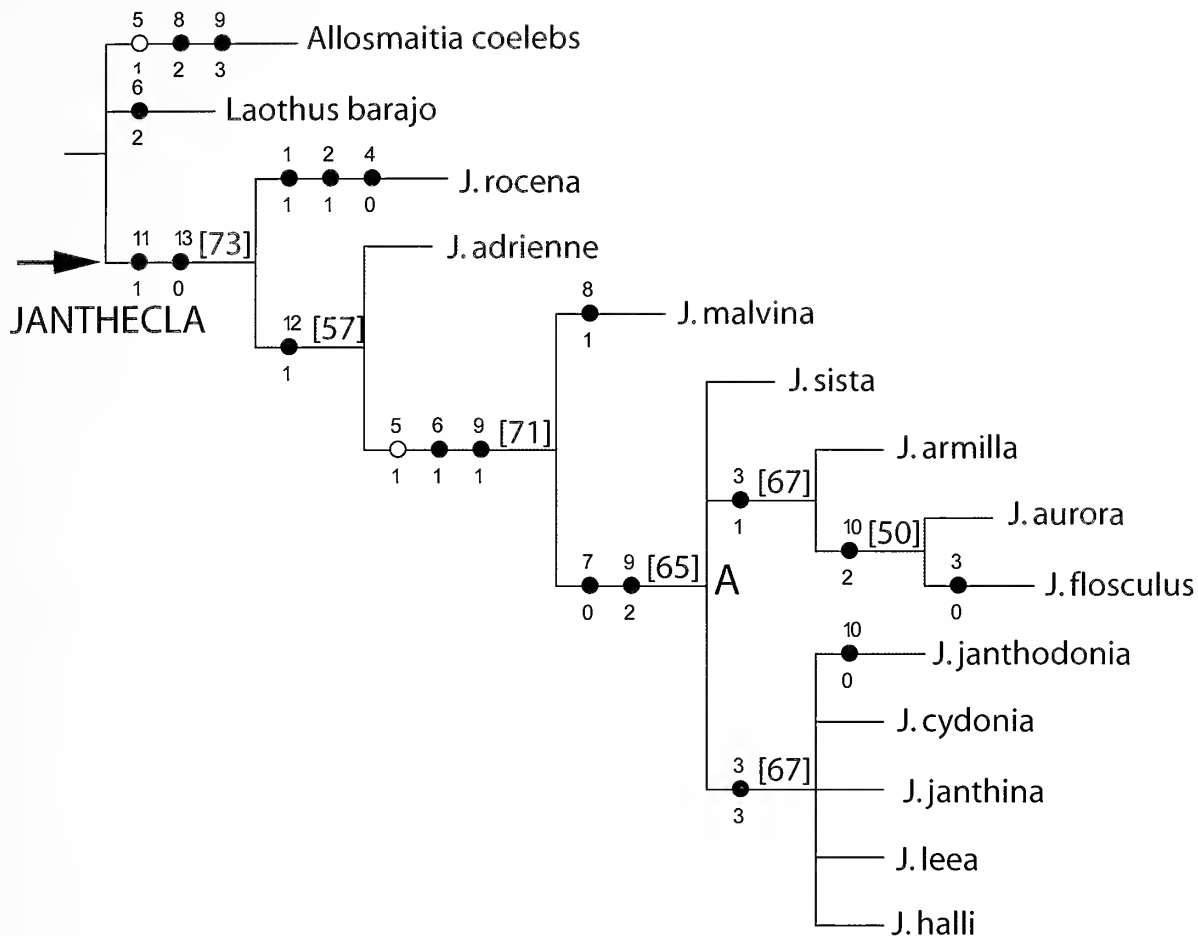 5 8 9
Allosmaitia coelebs
1 2 3
6
Laothus barajo
2
1 2 4
J. rocena
1 1 0
11 13 [73]
J. adrienne
1 0
JANTHECLA
8
J. malvina
1
12 [57]
1
J. sista
5 6 9 [71]
J. armilla
1 1 1
3 [67]
1
J. aurora
10 [50]
2
7 9 [65]
A
3
J. flosculus
0 2
0
10
J. janthodonia
0
J. cydonia
3 [67]
J. janthina
3
J. leea
J. halli